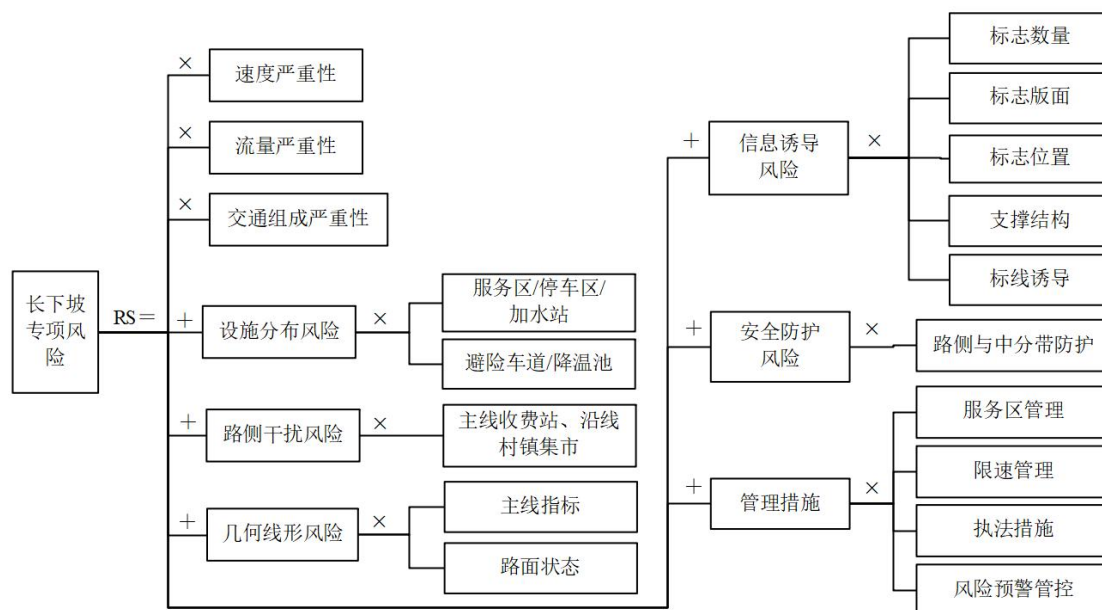 长下坡
专项风
险
RS＝
×
速度严重性
×
流量严重性
×
交通组成严重性
＋
设施分布风险
×
服务区/停车区/
加水站
避险车道/降温池
＋
路侧干扰风险
×
主线收费站、沿线
村镇集市
＋
几何线形风险
×
主线指标
路面状态
＋
信息诱导
风险
×
标志数量
标志版面
标志位置
支撑结构
标线诱导
＋
安全防护
风险
×
路侧与中分带防护
＋
管理措施
×
服务区管理
限速管理
执法措施
风险预警管控